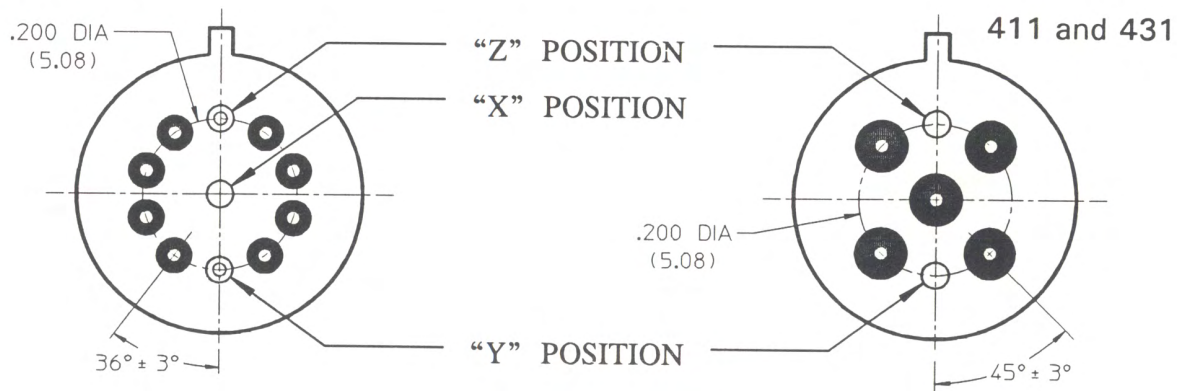 411 and 431
.200 DIA
(5.08)
“Z” POSITION
“X” POSITION
.200 DIA
(5.08)
“Y” POSITION
36° ± 3°
45° ± 3°